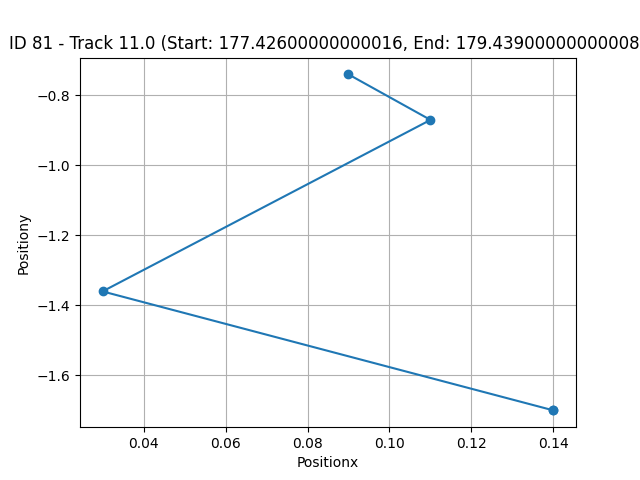 ID 81 - Track 11.0 (Start: 177.42600000000016, End: 179.43900000000008
−0.8
−1.0
−1.2
−1.4
−1.6
Positiony
0.04 0.06 0.08 0.10 0.12 0.14
Positionx